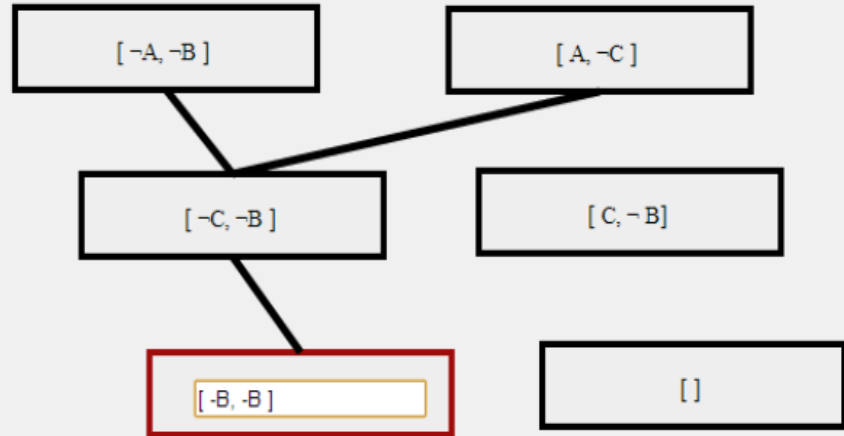 [ ¬A, ¬B ]
[ A, ¬C ]
[ ¬C, ¬B ]
[ C, ¬ B]
[ -B, -B ]
[ ]